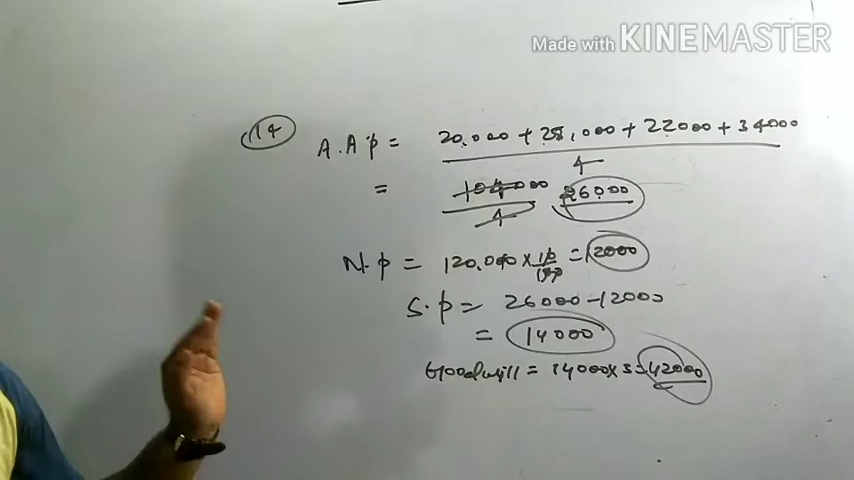 Made with KINEMASTER
14
A.A.P = 20,000 + 28,000 + 22000 + 34000
4
= 104000 26000
4
N.P = 120,000 × 10 = 12000
100
S.P = 26000 - 12000
= 14000
Goodwill = 14000 × 3 = 42000